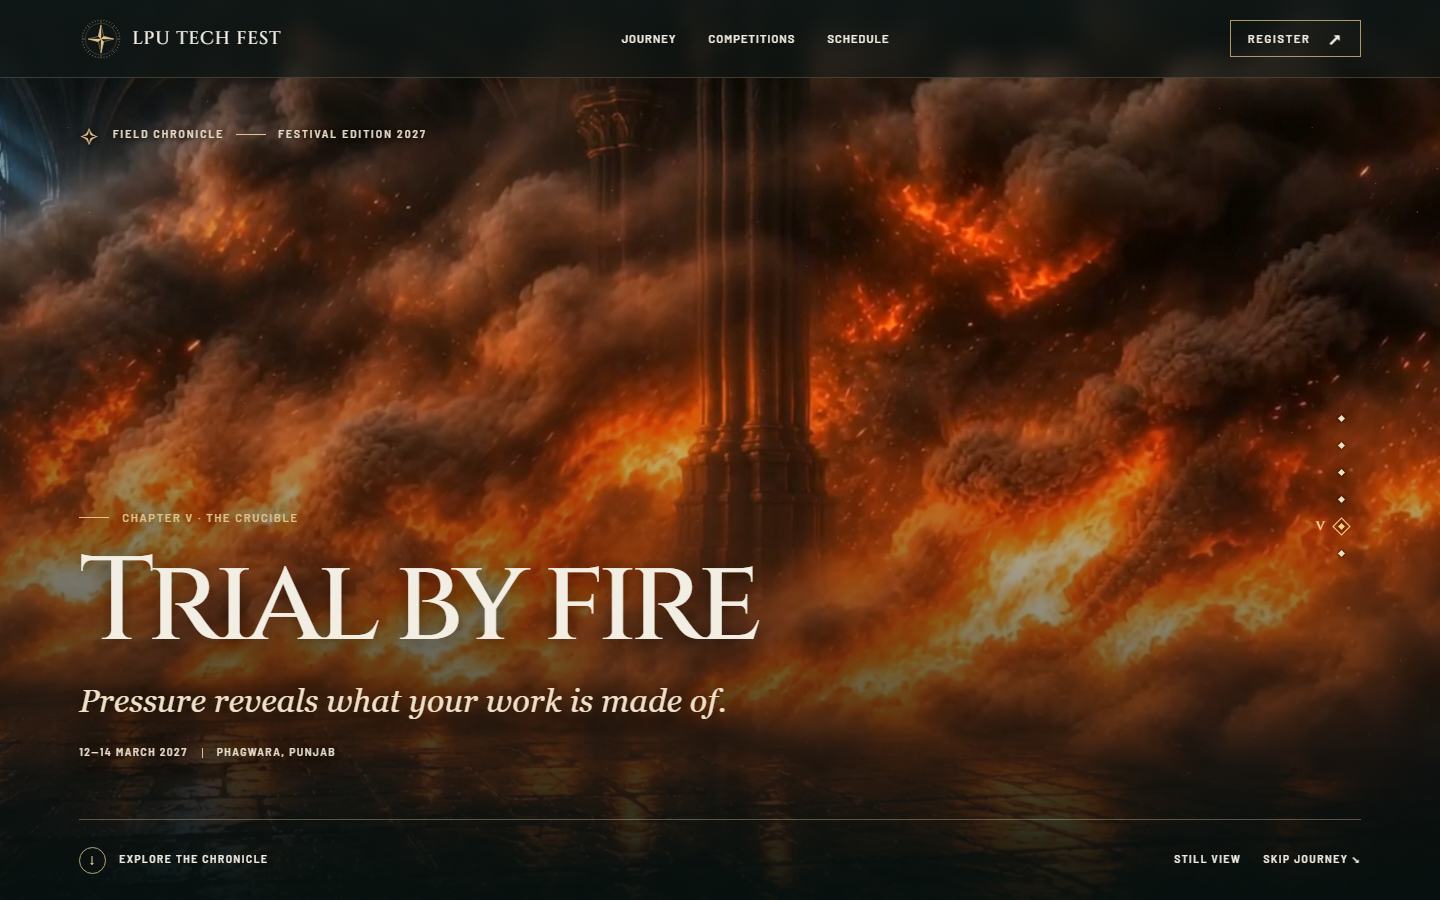 LPU TECH FEST
JOURNEY COMPETITIONS SCHEDULE
REGISTER ↗
FIELD CHRONICLE — FESTIVAL EDITION 2027
V
CHAPTER V · THE CRUCIBLE
TRIAL BY FIRE
Pressure reveals what your work is made of.
12–14 MARCH 2027 | PHAGWARA, PUNJAB
↓ EXPLORE THE CHRONICLE
STILL VIEW SKIP JOURNEY ↘